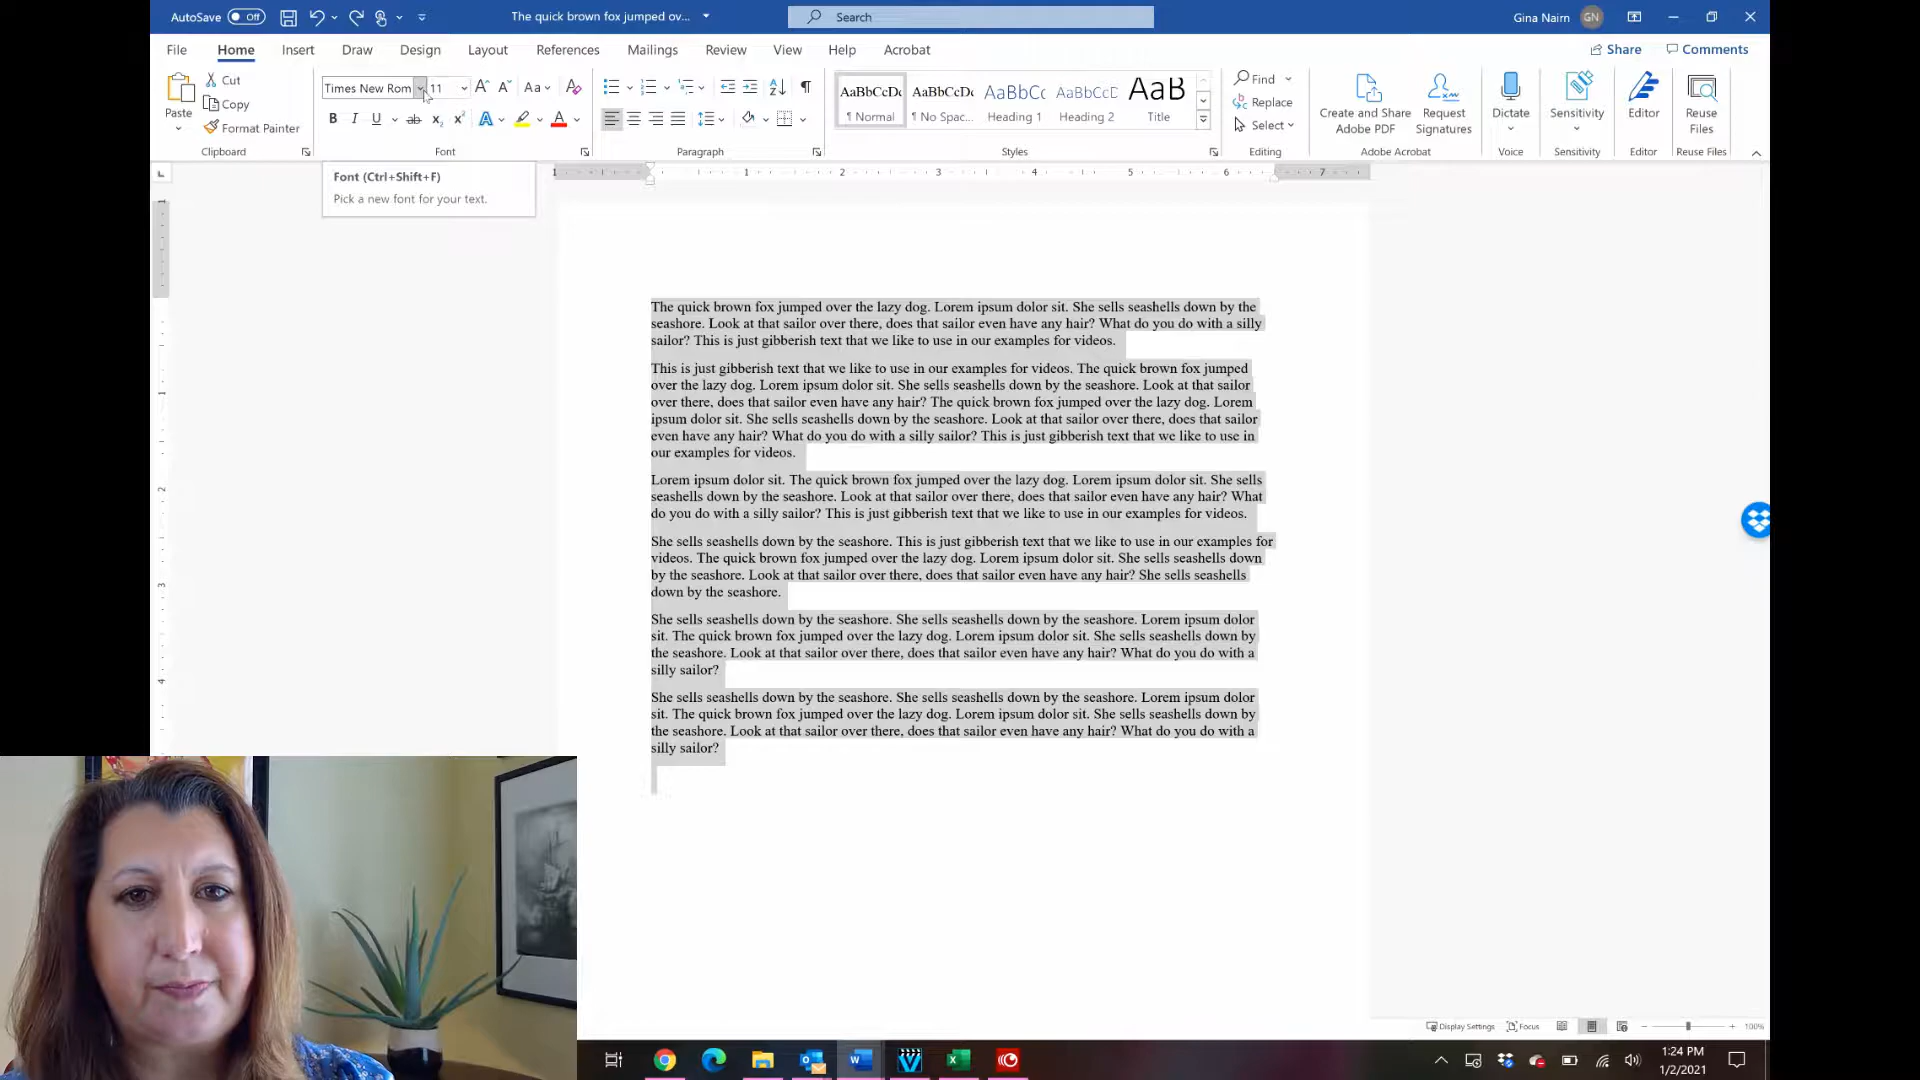 AutoSave Off
The quick brown fox jumped ov...
Search
Gina Nairn GN
File Home Insert Draw Design Layout References Mailings Review View Help Acrobat
Share Comments
Paste
Cut
Copy
Format Painter
Clipboard
Times New Rom 11
Font
Paragraph
AaBbCcDc AaBbCcDc AaBbCc AaBbCcD AaB
¶ Normal ¶ No Spac... Heading 1 Heading 2 Title
Styles
Find
Replace
Select
Editing
Create and Share
Adobe PDF
Request
Signatures
Adobe Acrobat
Dictate
Voice
Sensitivity
Sensitivity
Editor
Editor
Reuse
Files
Reuse Files
Font (Ctrl+Shift+F)
Pick a new font for your text.
1 1 2 3 4 5 6 7
The quick brown fox jumped over the lazy dog. Lorem ipsum dolor sit. She sells seashells down by the
seashore. Look at that sailor over there, does that sailor even have any hair? What do you do with a silly
sailor? This is just gibberish text that we like to use in our examples for videos.
This is just gibberish text that we like to use in our examples for videos. The quick brown fox jumped
over the lazy dog. Lorem ipsum dolor sit. She sells seashells down by the seashore. Look at that sailor
over there, does that sailor even have any hair? The quick brown fox jumped over the lazy dog. Lorem
ipsum dolor sit. She sells seashells down by the seashore. Look at that sailor over there, does that sailor
even have any hair? What do you do with a silly sailor? This is just gibberish text that we like to use in
our examples for videos.
Lorem ipsum dolor sit. The quick brown fox jumped over the lazy dog. Lorem ipsum dolor sit. She sells
seashells down by the seashore. Look at that sailor over there, does that sailor even have any hair? What
do you do with a silly sailor? This is just gibberish text that we like to use in our examples for videos.
She sells seashells down by the seashore. This is just gibberish text that we like to use in our examples for
videos. The quick brown fox jumped over the lazy dog. Lorem ipsum dolor sit. She sells seashells down
by the seashore. Look at that sailor over there, does that sailor even have any hair? She sells seashells
down by the seashore.
She sells seashells down by the seashore. She sells seashells down by the seashore. Lorem ipsum dolor
sit. The quick brown fox jumped over the lazy dog. Lorem ipsum dolor sit. She sells seashells down by
the seashore. Look at that sailor over there, does that sailor even have any hair? What do you do with a
silly sailor?
She sells seashells down by the seashore. She sells seashells down by the seashore. Lorem ipsum dolor
sit. The quick brown fox jumped over the lazy dog. Lorem ipsum dolor sit. She sells seashells down by
the seashore. Look at that sailor over there, does that sailor even have any hair? What do you do with a
silly sailor?
Display Settings Focus 100%
1:24 PM
1/2/2021